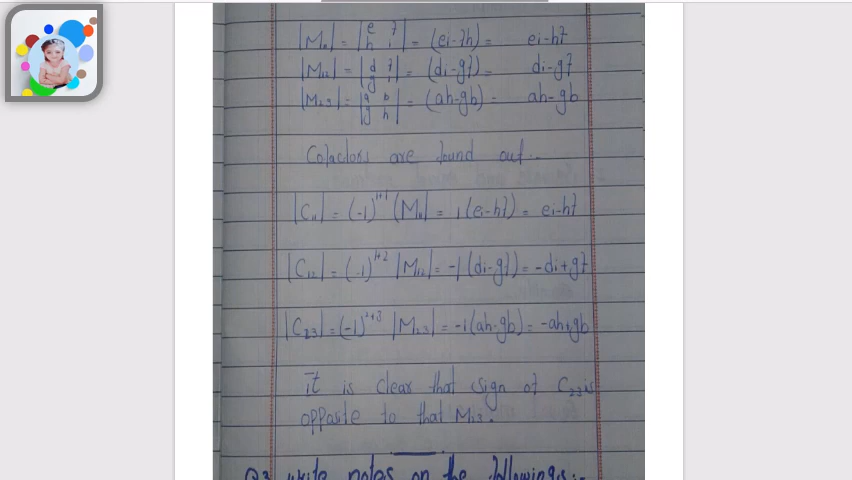 |M₁₁| = |e f / h i| = (ei-fh) = ei-hf
|M₁₂| = |d f / g i| = (di-gf) = di-gf
|M₂₃| = |a b / g h| = (ah-gb) = ah-gb
Cofactors are found out:-
|C₁₁| = (-1)¹⁺¹ (M₁₁| = 1(ei-hf) = ei-hf
|C₁₂| = (-1)¹⁺² |M₁₂| = -1(di-gf) = -di+gf
|C₂₃| = (-1)²⁺³ |M₂₃| = -1(ah-gb) = -ah+gb
it is clear that sign of C₂₃ is
opposite to that M₂₃.
Q3 write notes on the followings:-